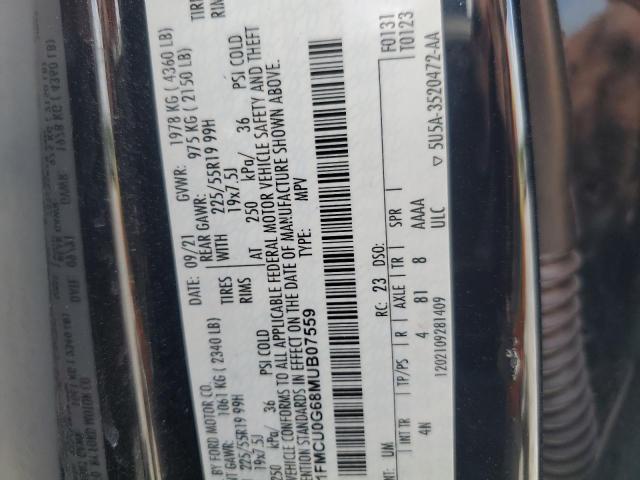 BY FORD MOTOR CO. DATE: 09/21 GVWR: 1978 KG ( 4360 LB)
1061 KG ( 2340 LB) REAR GAWR: 975 KG ( 2150 LB)
225/55R19 99H TIRES WITH 225/55R19 99H
19x7.5J RIMS 19x7.5J
250 kPa/ 36 PSI COLD AT 250 kPa/ 36 PSI COLD
VEHICLE CONFORMS TO ALL APPLICABLE FEDERAL MOTOR VEHICLE SAFETY AND THEFT
STANDARDS IN EFFECT ON THE DATE OF MANUFACTURE SHOWN ABOVE.
1FMCU0G68MUB07559 TYPE: MPV
F0131
T0123
RC: 23 DSO:
UM
INT TR TP/PS R AXLE TR SPR
4N 4 81 8 AAAA
ULC
1202109281409 5U5A-3520472-AA